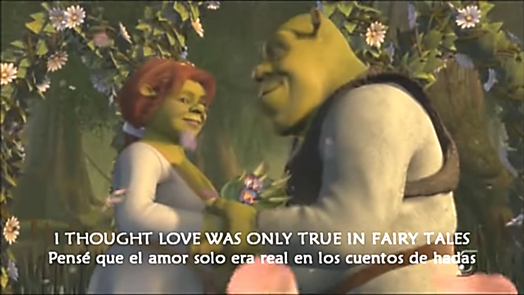 I THOUGHT LOVE WAS ONLY TRUE IN FAIRY TALES
Pensé que el amor solo era real en los cuentos de hadas